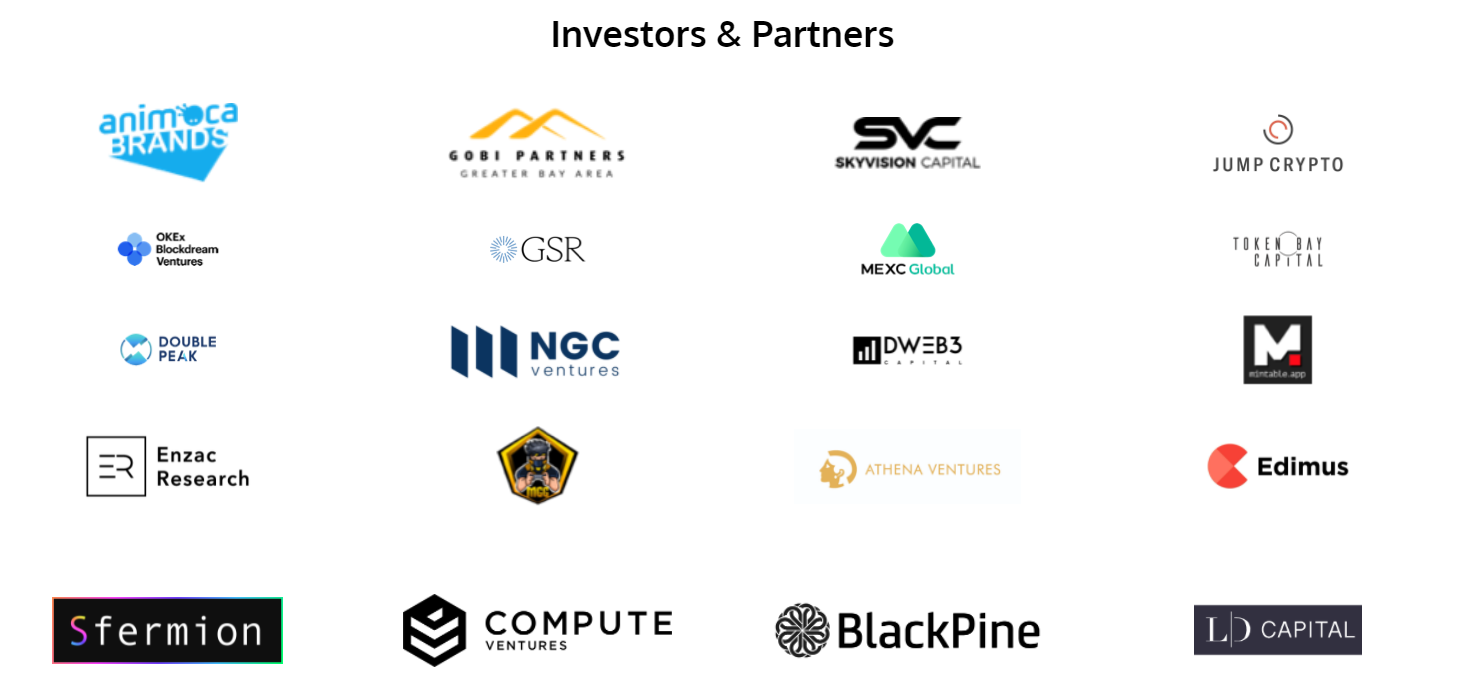 Investors & Partners
animoca
BRANDS
GOBI PARTNERS
GREATER BAY AREA
SVC
SKYVISION CAPITAL
JUMP CRYPTO
OKEx
Blockdream
Ventures
GSR
MEXC Global
TOKEN BAY
CAPITAL
DOUBLE
PEAK
NGC
ventures
DWEB3
CAPITAL
M
mintable.app
ER
Enzac
Research
MGG
ATHENA VENTURES
Edimus
Sfermion
COMPUTE
VENTURES
BlackPine
LD CAPITAL